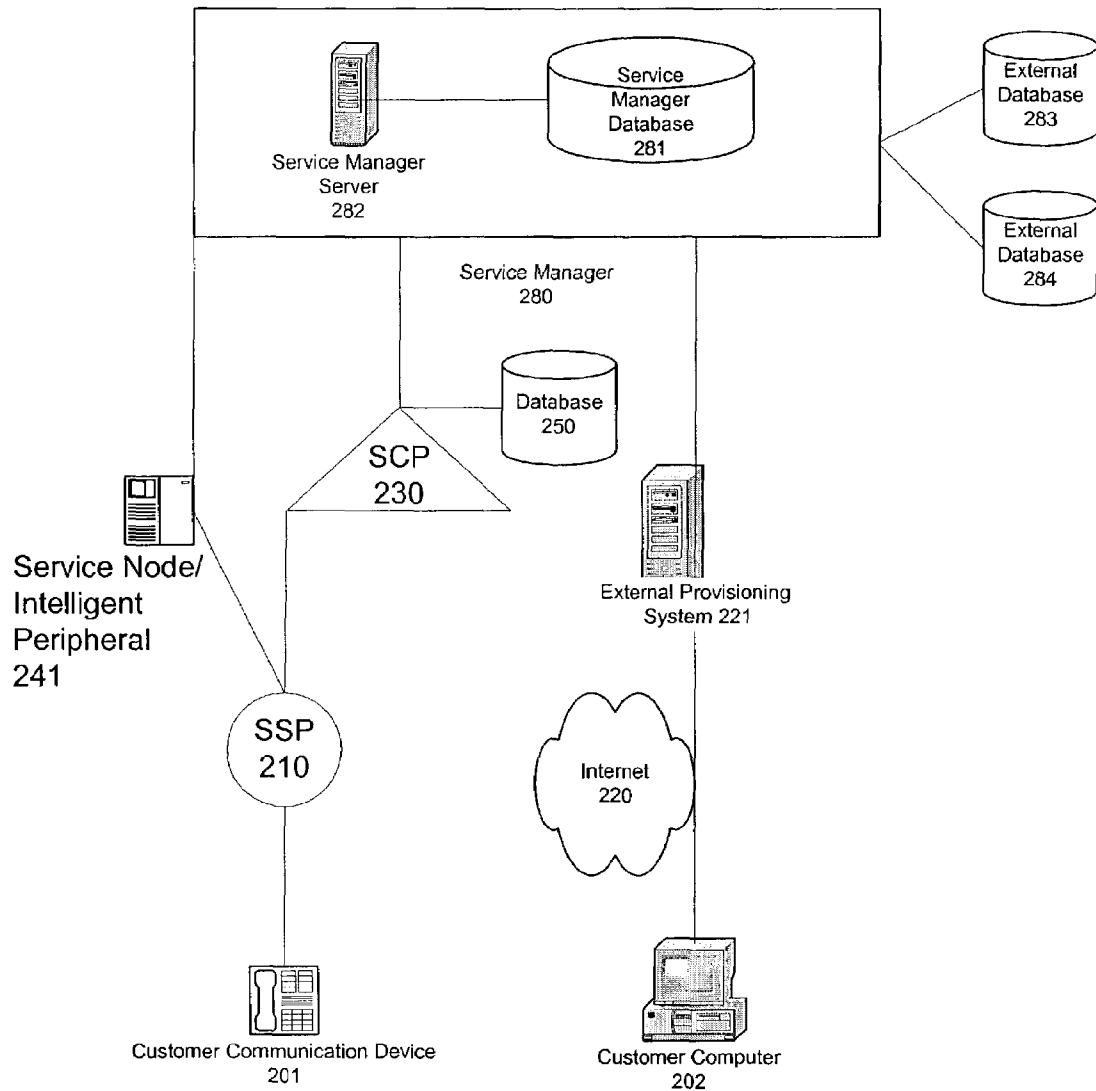 Service
Manager
Database
281
Service Manager
Server
282
External
Database
283
External
Database
284
Service Manager
280
Database
250
SCP
230
Service Node/
Intelligent
Peripheral
241
External Provisioning
System 221
SSP
210
Internet
220
Customer Communication Device
201
Customer Computer
202